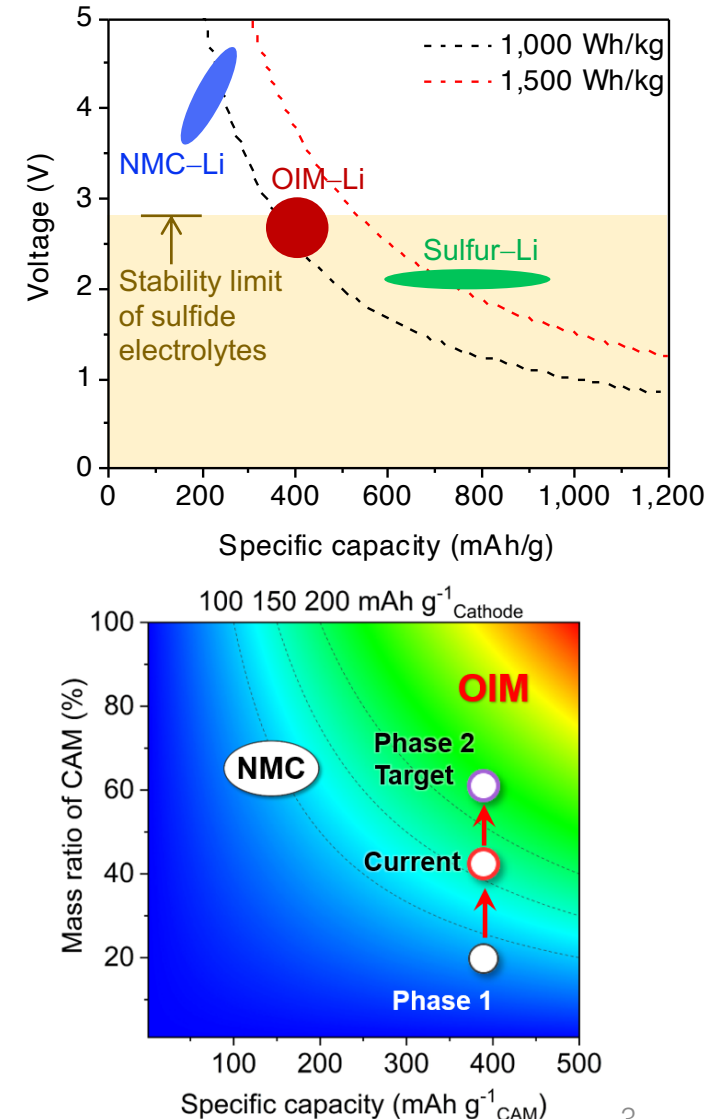 5
1,000 Wh/kg
1,500 Wh/kg
4
NMC–Li
OIM–Li
3
Voltage (V)
Sulfur–Li
Stability limit
of sulfide
electrolytes
2
1
0
0 200 400 600 800 1,000 1,200
Specific capacity (mAh/g)
100 150 200 mAh g-1Cathode
100
OIM
80
Phase 2
Target
NMC
60
Mass ratio of CAM (%)
Current
40
20
Phase 1
100 200 300 400 500
Specific capacity (mAh g-1CAM)